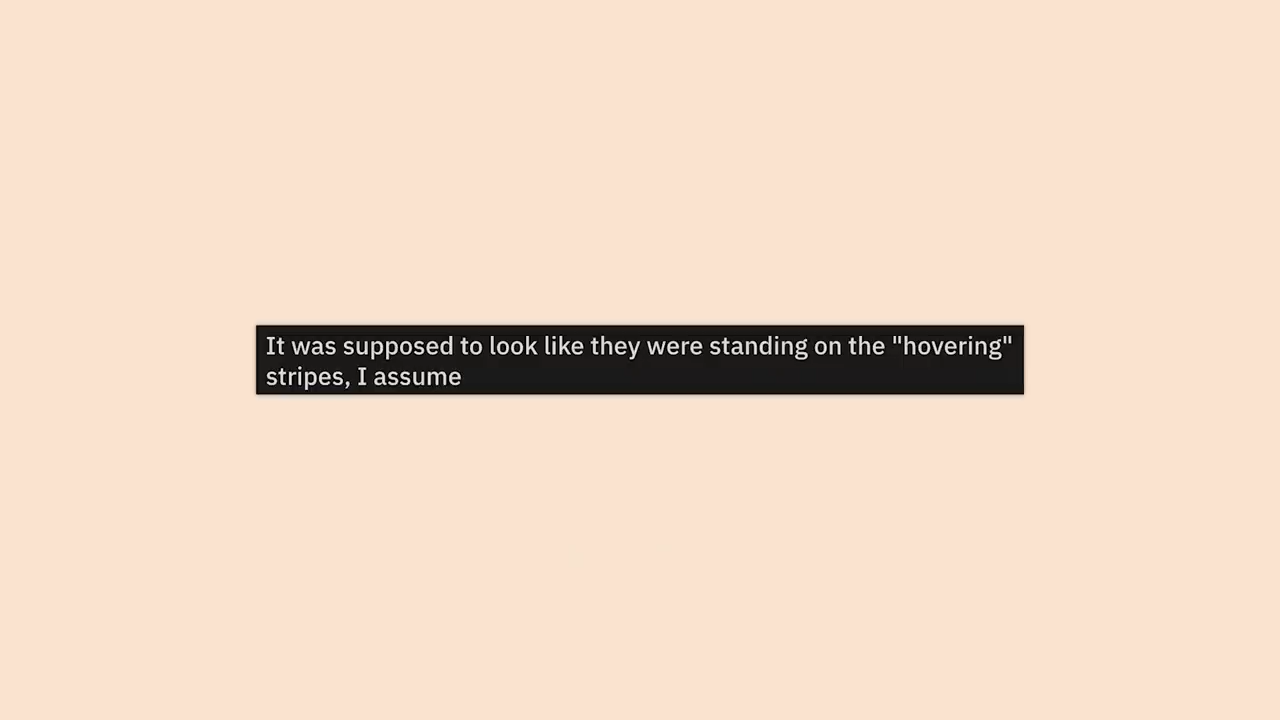 It was supposed to look like they were standing on the "hovering"
stripes, I assume